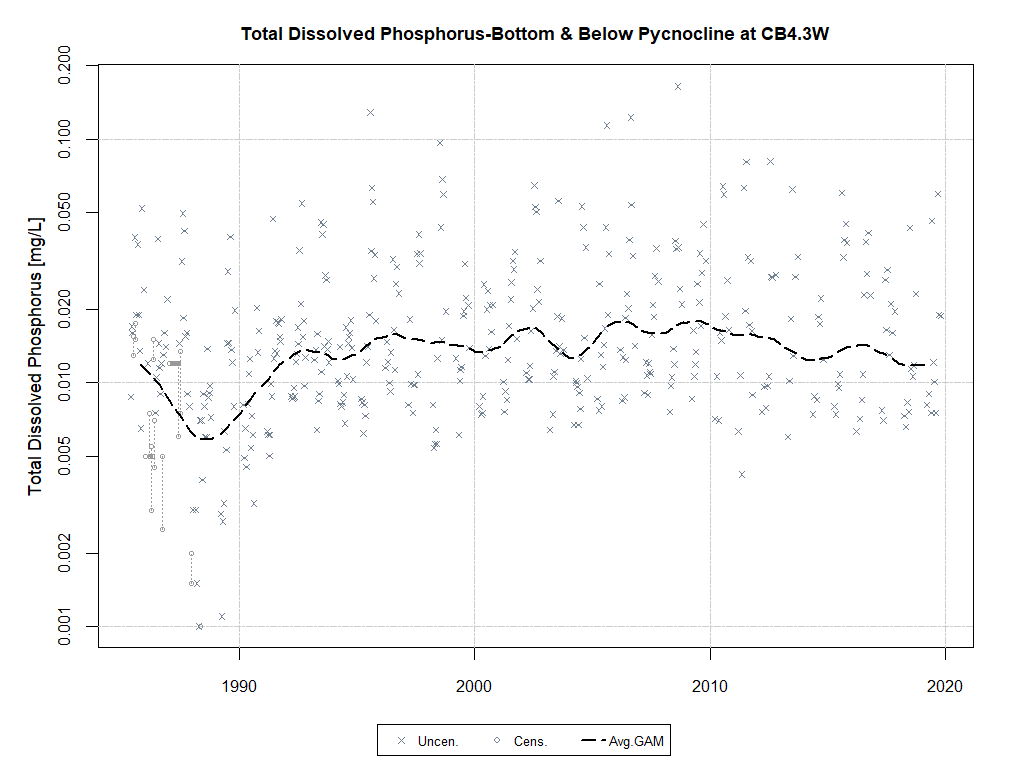 Total Dissolved Phosphorus-Bottom & Below Pycnocline at CB4.3W
Total Dissolved Phosphorus [mg/L]
0.200
0.100
0.050
0.020
0.010
0.005
0.002
0.001
1990 2000 2010 2020
Uncen. Cens. Avg.GAM